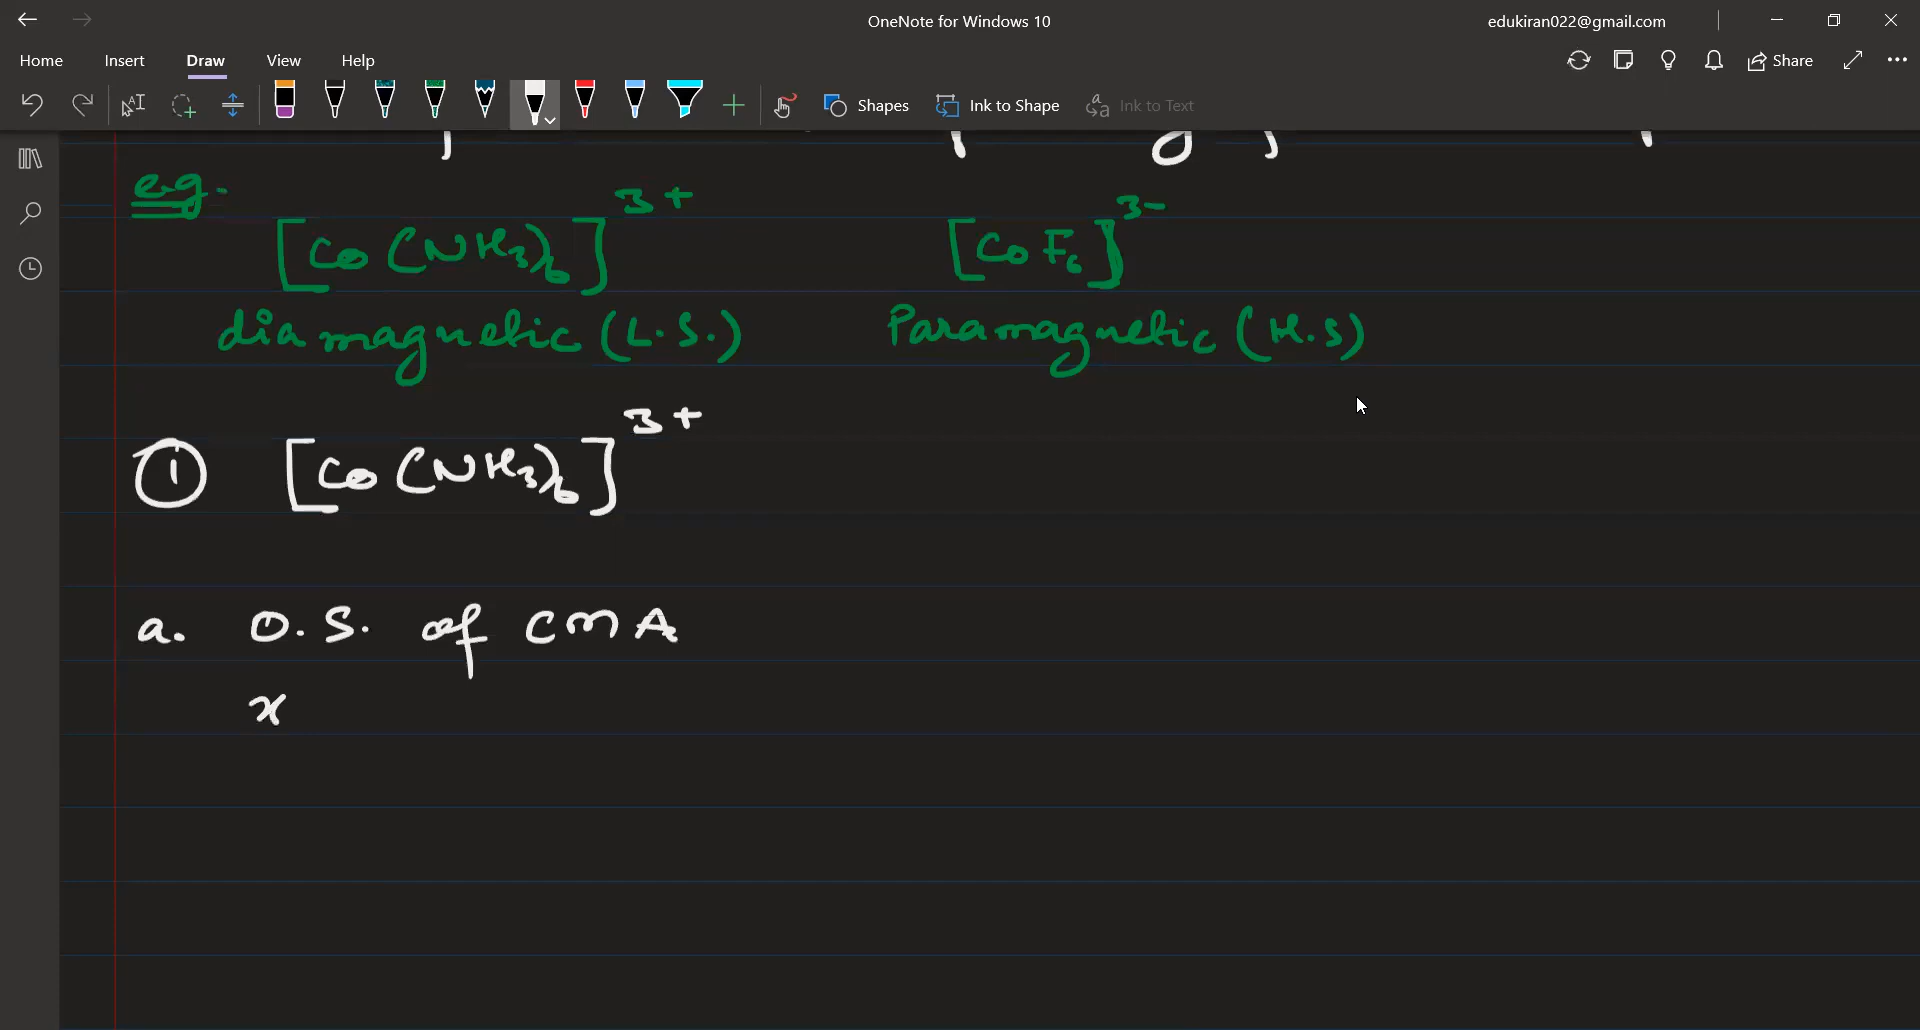 OneNote for Windows 10
edukiran022@gmail.com
Home Insert Draw View Help
Share
Shapes Ink to Shape Ink to Text
e.g.
[Co(NH3)6]3+ [CoF6]3-
diamagnetic (L.S.) Paramagnetic (H.S)
① [Co(NH3)6]3+
a. O.S. of CMA
x